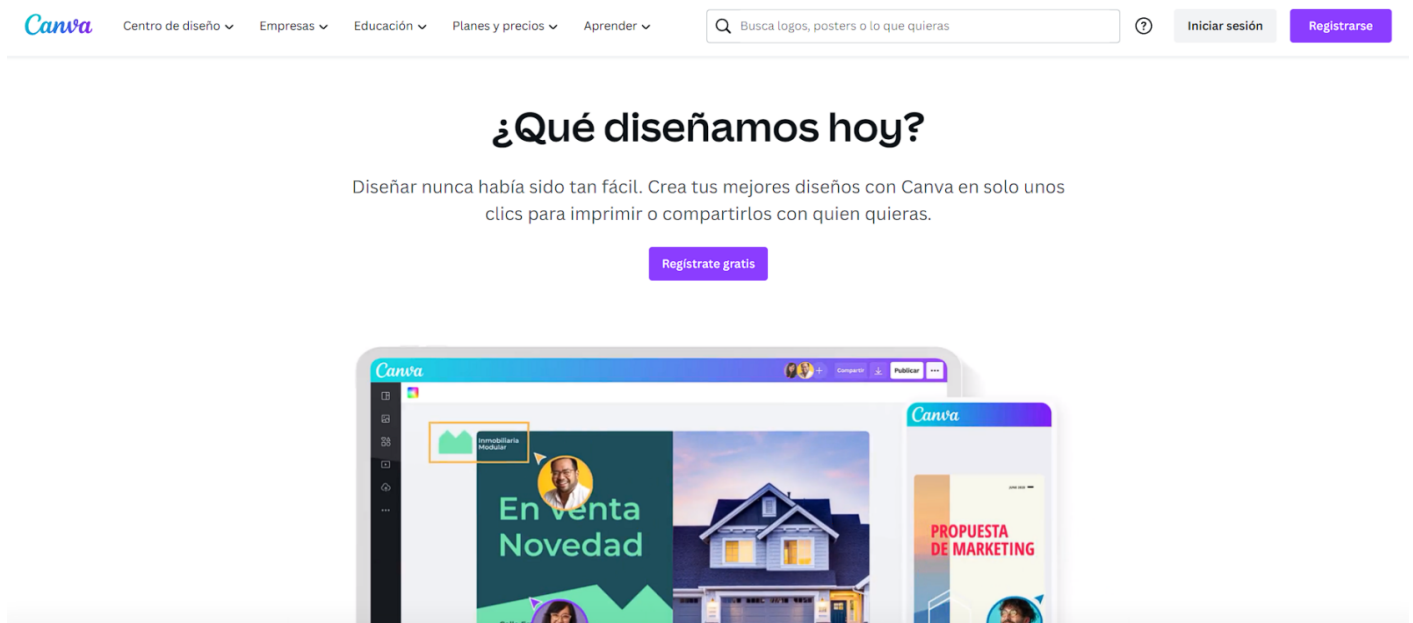 Canva
Centro de diseño
Empresas
Educación
Planes y precios
Aprender
Busca logos, posters o lo que quieras
Iniciar sesión
Registrarse
¿Qué diseñamos hoy?
Diseñar nunca había sido tan fácil. Crea tus mejores diseños con Canva en solo unos
clics para imprimir o compartirlos con quien quieras.
Regístrate gratis
Canva
Compartir
Publicar
Inmobiliaria
Modular
En venta
Novedad
Canva
PROPUESTA
DE MARKETING